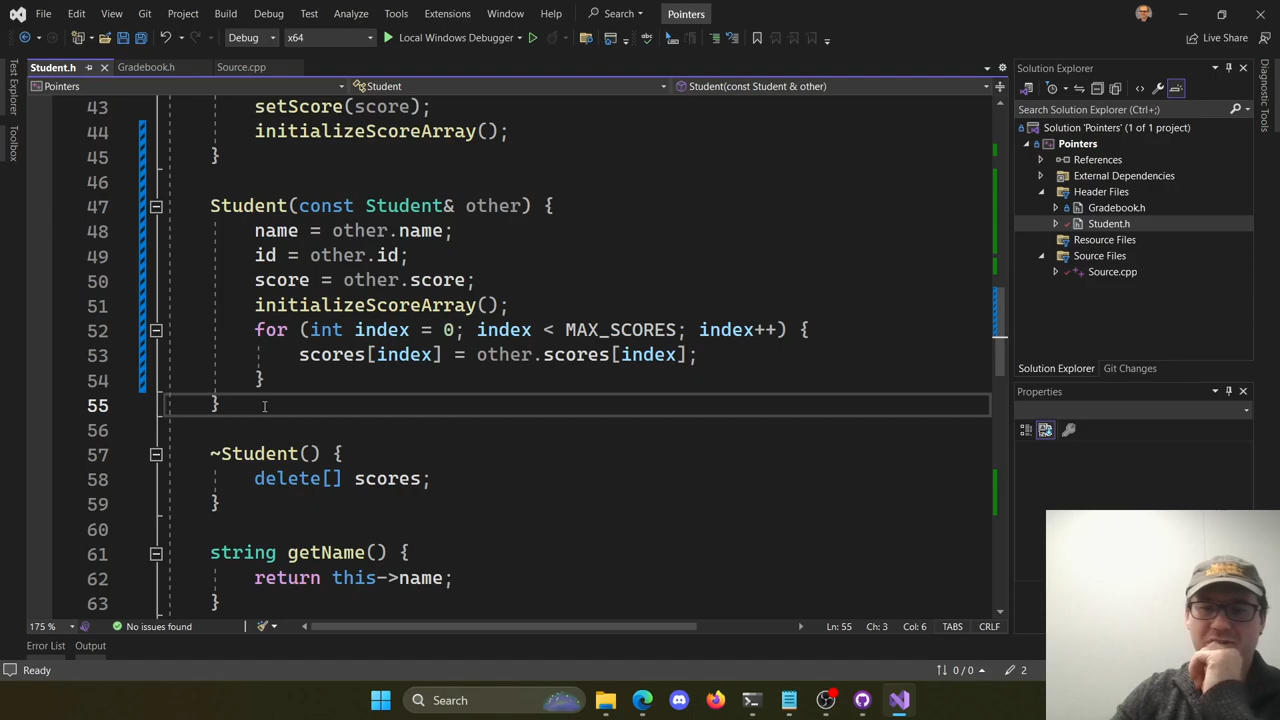 File Edit View Git Project Build Debug Test Analyze Tools Extensions Window Help Search Pointers
Debug x64 Local Windows Debugger Live Share
Student.h Gradebook.h Source.cpp
Pointers Student Student(const Student & other)
Test Explorer
Toolbox
Diagnostic Tools
43 setScore(score);
44 initializeScoreArray();
45 }
46
47 Student(const Student& other) {
48 name = other.name;
49 id = other.id;
50 score = other.score;
51 initializeScoreArray();
52 for (int index = 0; index < MAX_SCORES; index++) {
53 scores[index] = other.scores[index];
54 }
55 }
56
57 ~Student() {
58 delete[] scores;
59 }
60
61 string getName() {
62 return this->name;
63 }
175 % No issues found Ln: 55 Ch: 3 Col: 6 TABS CRLF
Error List Output
Ready 0 / 0 2
Solution Explorer
Search Solution Explorer (Ctrl+;)
Solution 'Pointers' (1 of 1 project)
Pointers
References
External Dependencies
Header Files
Gradebook.h
Student.h
Resource Files
Source Files
Source.cpp
Solution Explorer Git Changes
Properties
Search